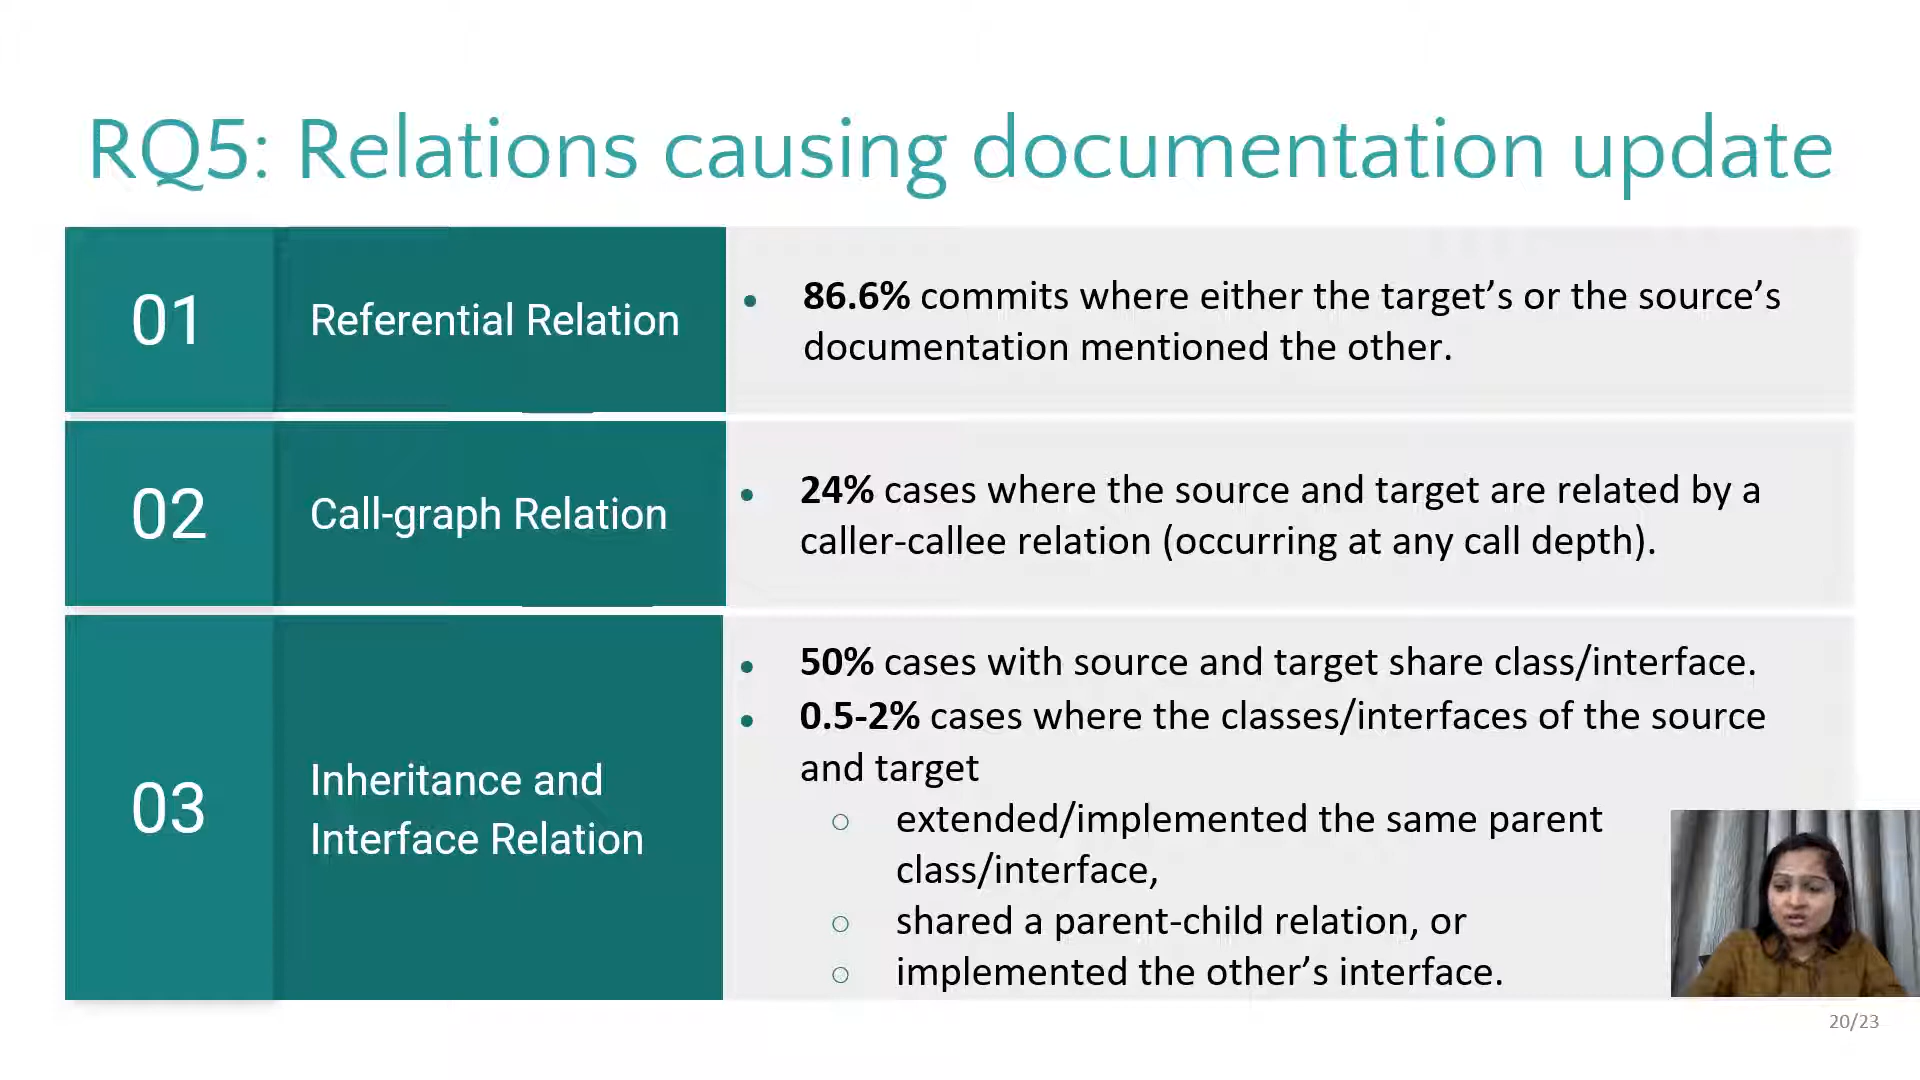 RQ5: Relations causing documentation update
01
Referential Relation
• 86.6% commits where either the target’s or the source’s
documentation mentioned the other.
02
Call-graph Relation
• 24% cases where the source and target are related by a
caller-callee relation (occurring at any call depth).
03
Inheritance and
Interface Relation
• 50% cases with source and target share class/interface.
• 0.5-2% cases where the classes/interfaces of the source
and target
○ extended/implemented the same parent
class/interface,
○ shared a parent-child relation, or
○ implemented the other’s interface.
20/23